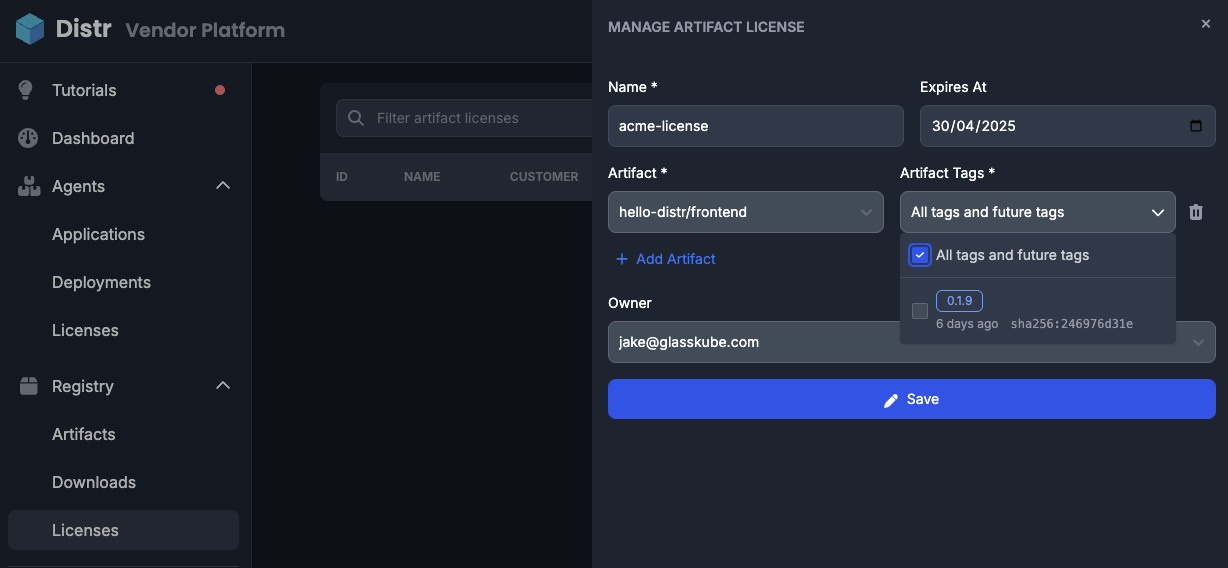 Distr Vendor Platform
Tutorials
Dashboard
Agents
Applications
Deployments
Licenses
Registry
Artifacts
Downloads
Licenses
Filter artifact licenses
ID NAME CUSTOMER
MANAGE ARTIFACT LICENSE
Name * Expires At
acme-license 30/04/2025
Artifact * Artifact Tags *
hello-distr/frontend All tags and future tags
All tags and future tags
0.1.9
6 days ago sha256:246976d31e
+ Add Artifact
Owner
jake@glasskube.com
Save